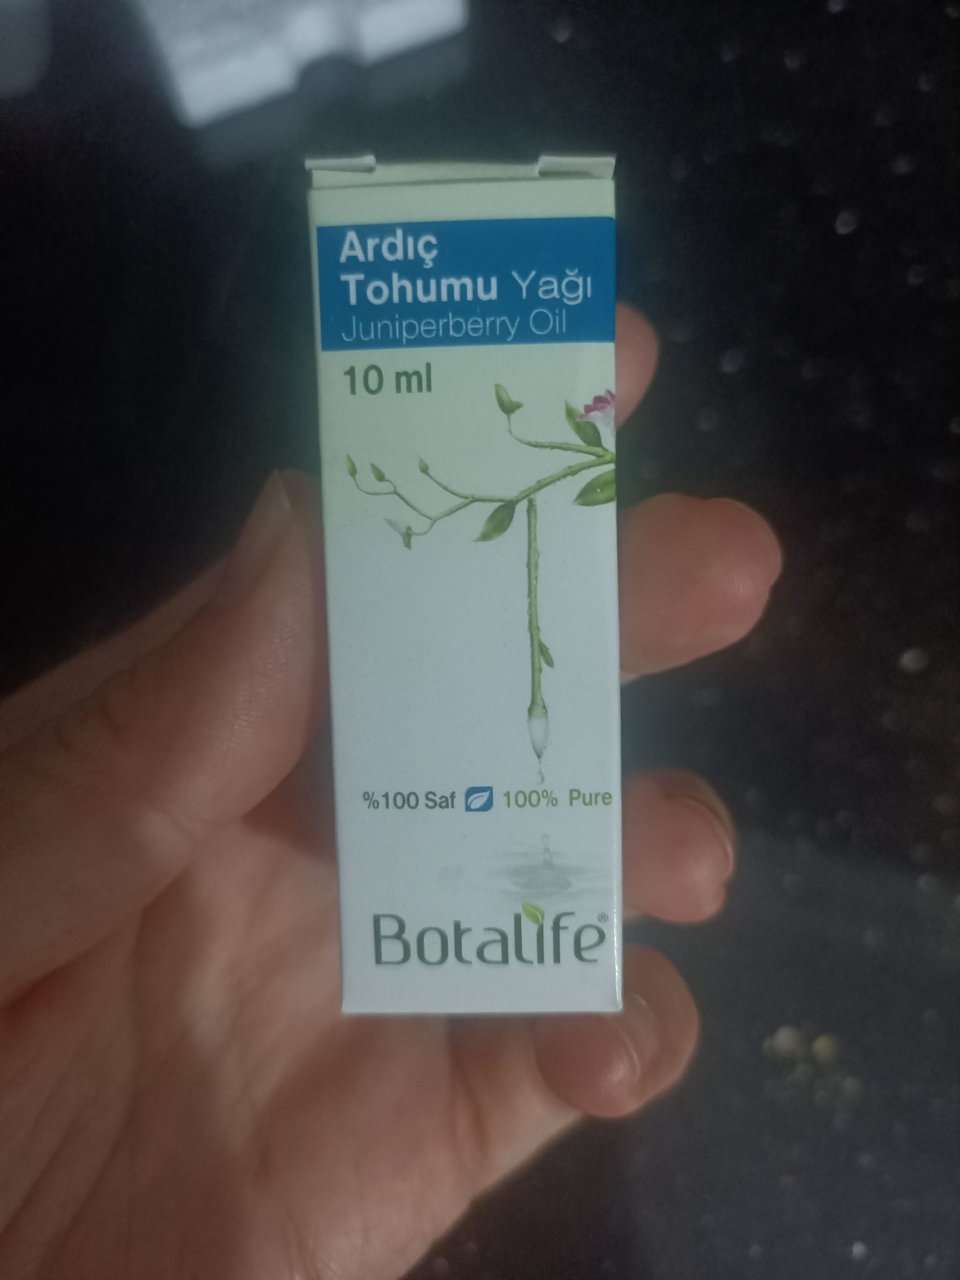 Ardıç
Tohumu Yağı
Juniperberry Oil
10 ml
%100 Saf 100% Pure
Botalife®